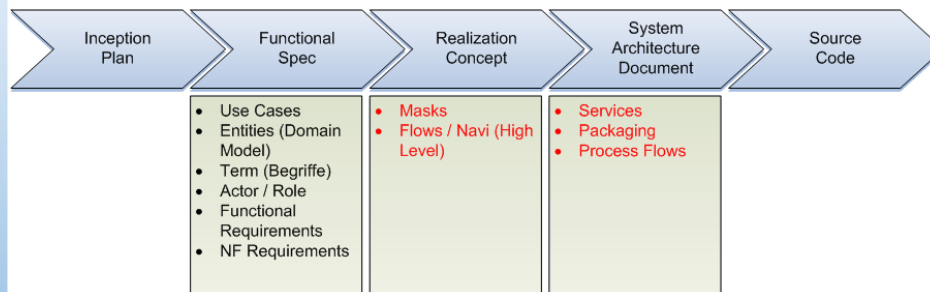 Inception
Plan
Functional
Spec
Realization
Concept
System
Architecture
Document
Source
Code
• Use Cases
• Entities (Domain
Model)
• Term (Begriffe)
• Actor / Role
• Functional
Requirements
• NF Requirements
• Masks
• Flows / Navi (High
Level)
• Services
• Packaging
• Process Flows